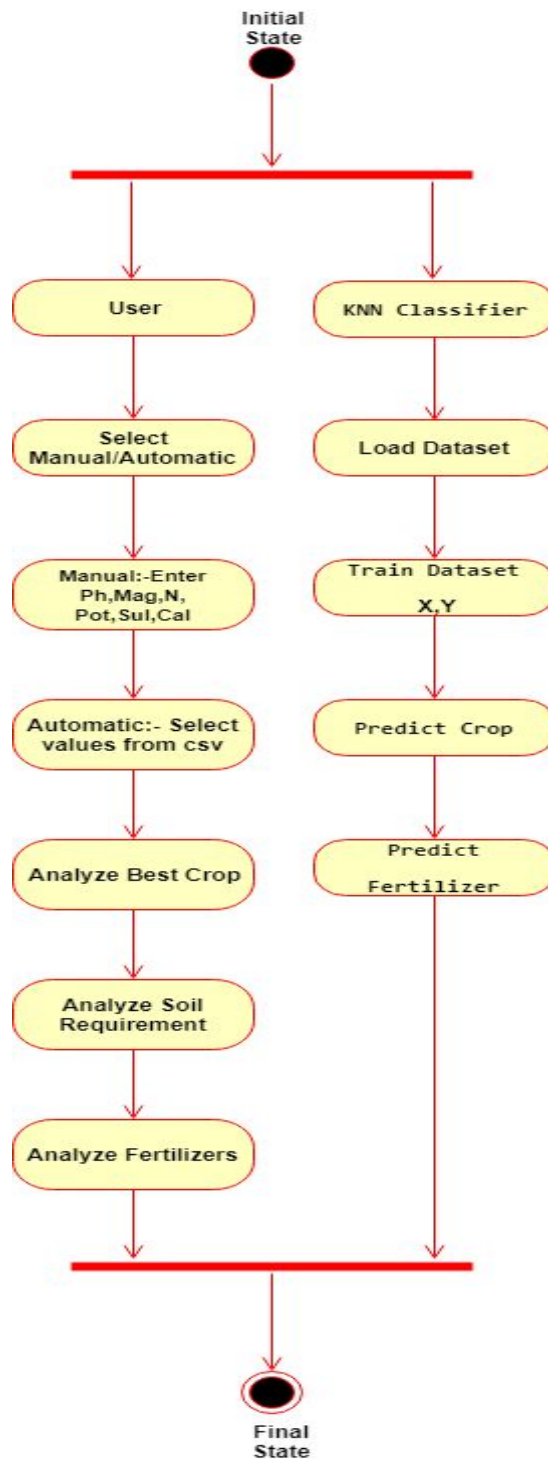 Initial
State
User
Select
Manual/Automatic
Manual:-Enter
Ph,Mag,N,
Pot,Sul,Cal
Automatic:- Select
values from csv
Analyze Best Crop
Analyze Soil
Requirement
Analyze Fertilizers
KNN Classifier
Load Dataset
Train Dataset
X,Y
Predict Crop
Predict
Fertilizer
Final
State